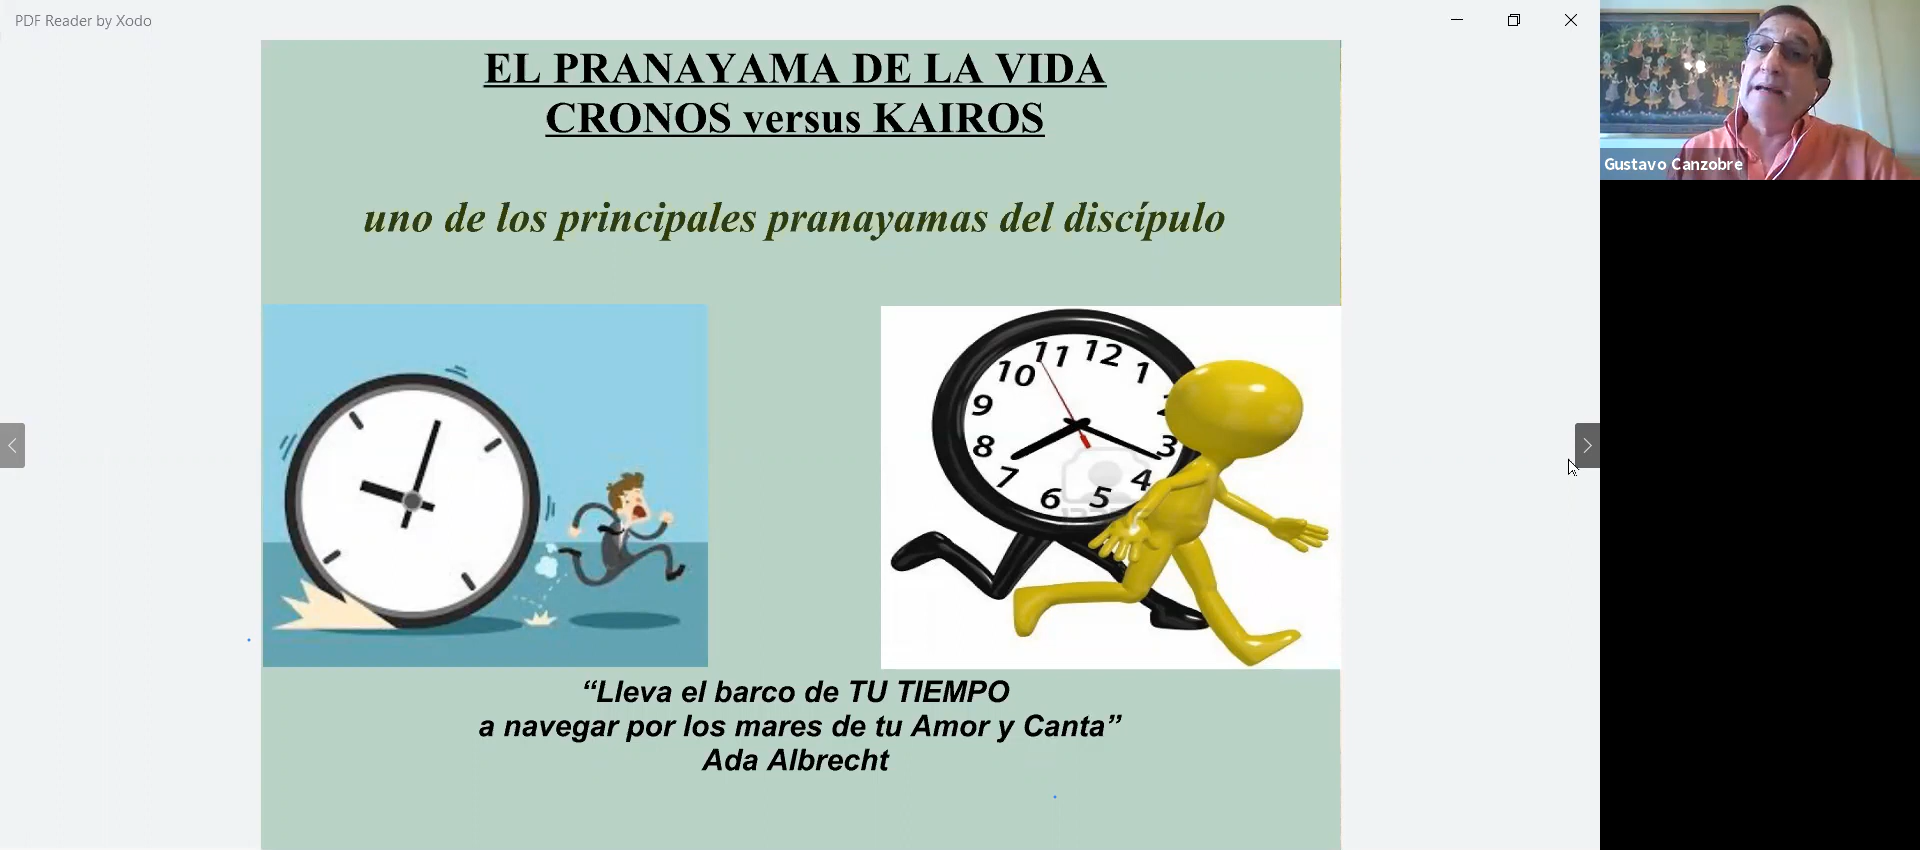 PDF Reader by Xodo
EL PRANAYAMA DE LA VIDA
CRONOS versus KAIROS
uno de los principales pranayamas del discípulo
11 12 1
10
9
8 3
7 4
6 5
“Lleva el barco de TU TIEMPO
a navegar por los mares de tu Amor y Canta”
Ada Albrecht
Gustavo Canzobre